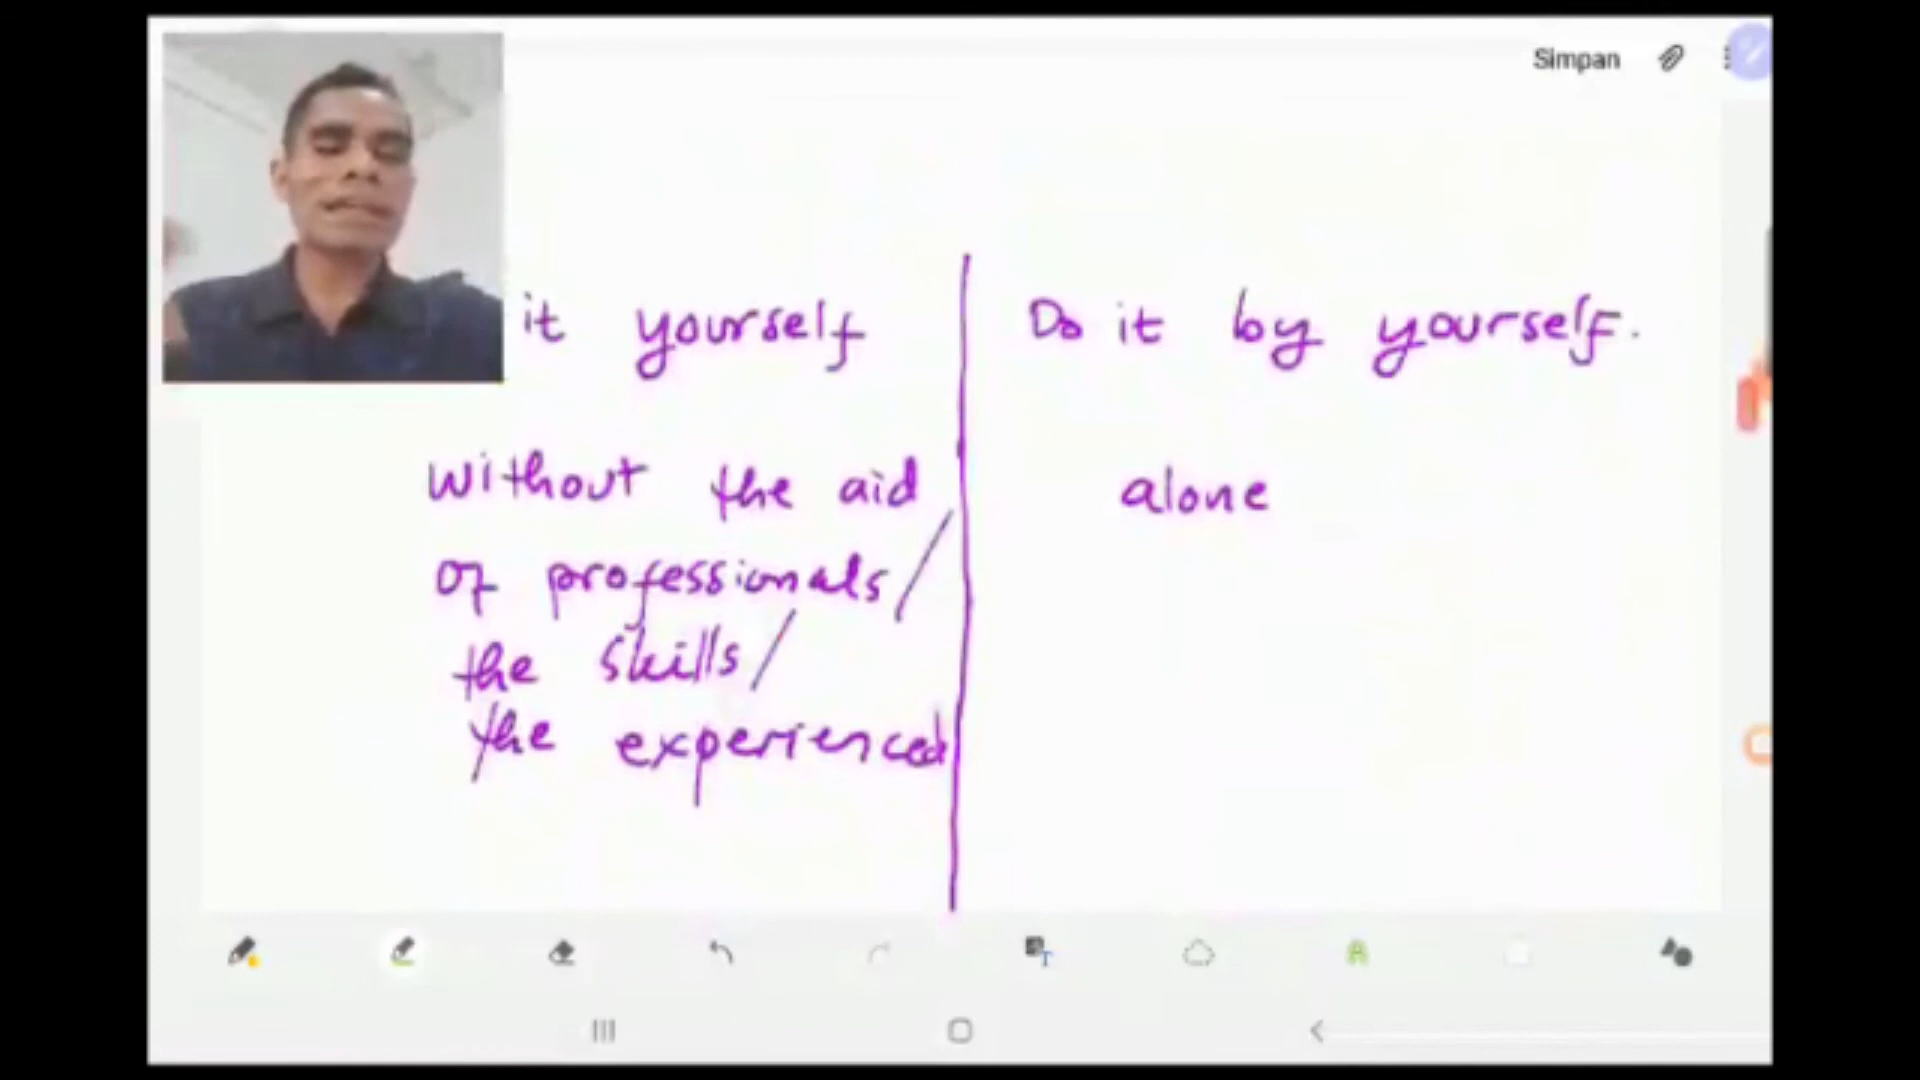 Simpan
it yourself
Do it by yourself.
without the aid
of professionals/
the skills/
the experienced
alone